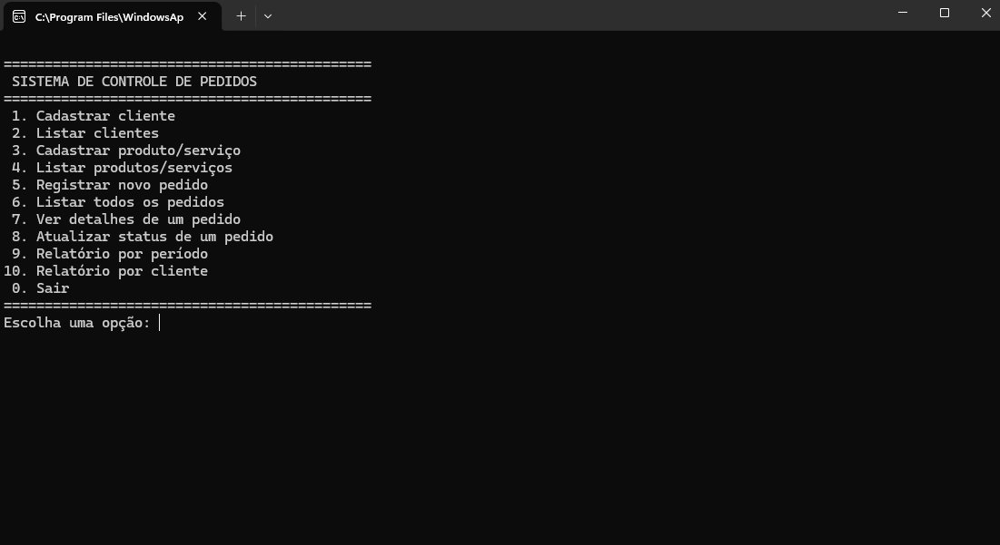 C:\Program Files\WindowsAp
=============================================
SISTEMA DE CONTROLE DE PEDIDOS
=============================================
1. Cadastrar cliente
2. Listar clientes
3. Cadastrar produto/serviço
4. Listar produtos/serviços
5. Registrar novo pedido
6. Listar todos os pedidos
7. Ver detalhes de um pedido
8. Atualizar status de um pedido
9. Relatório por período
10. Relatório por cliente
0. Sair
=============================================
Escolha uma opção: